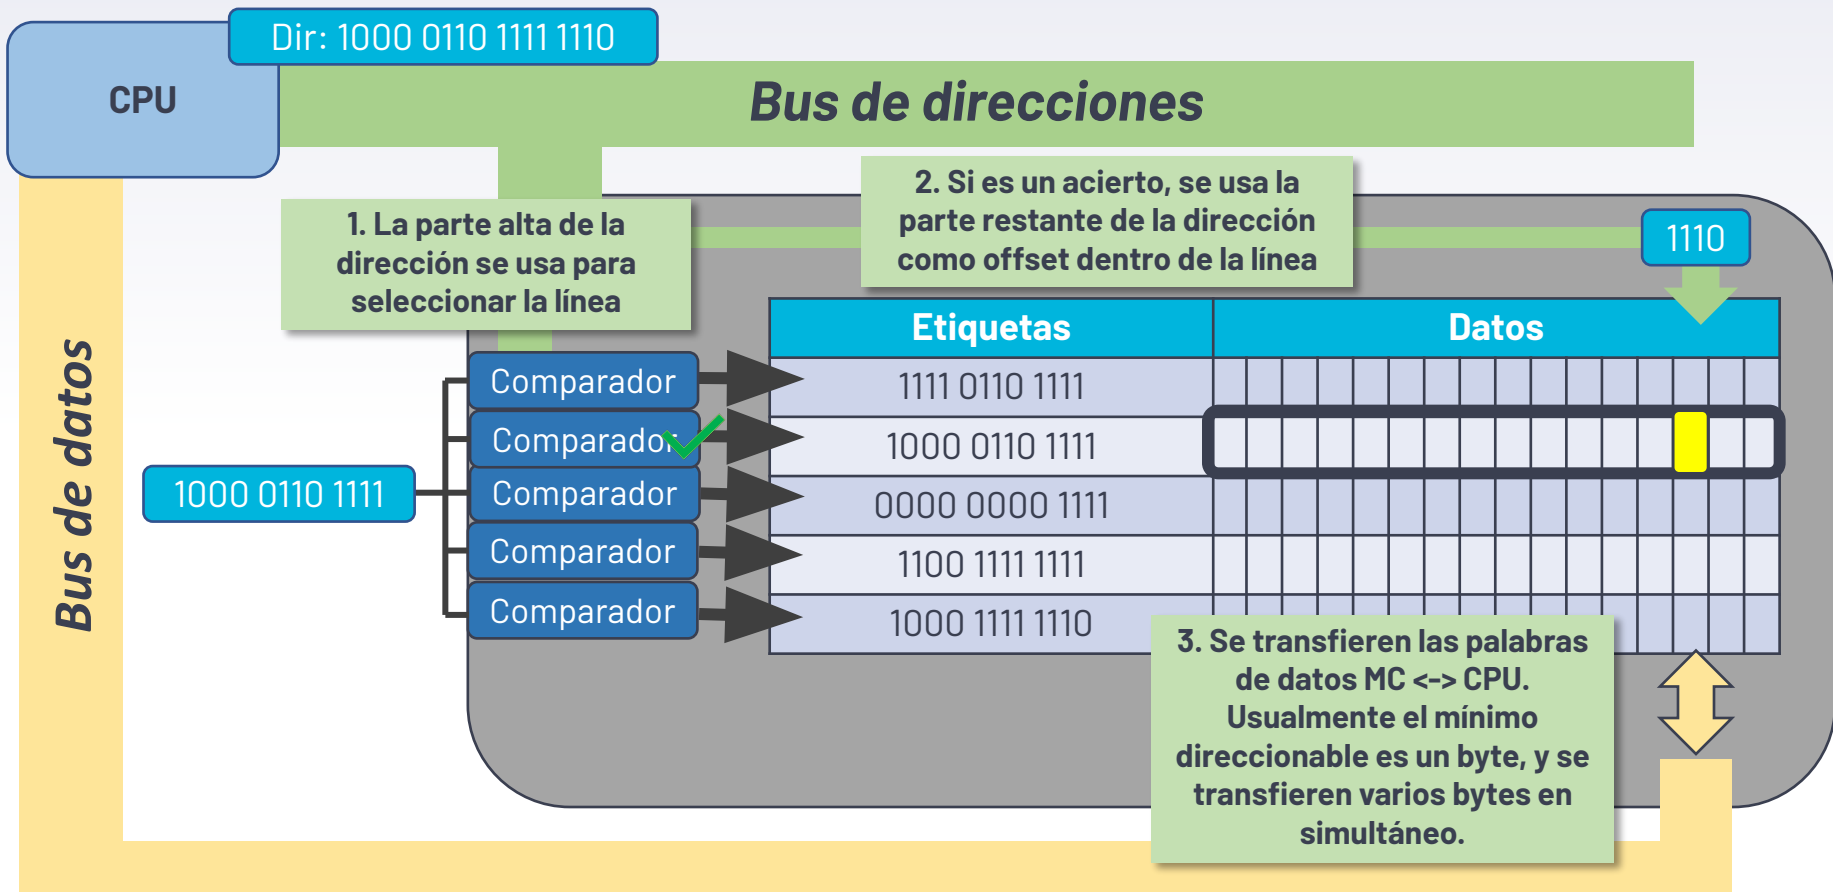 Dir: 1000 0110 1111 1110
CPU
Bus de direcciones
1. La parte alta de la
dirección se usa para
seleccionar la línea
2. Si es un acierto, se usa la
parte restante de la dirección
como offset dentro de la línea
1110
Etiquetas
Datos
Comparador
1111 0110 1111
Comparador
1000 0110 1111
1000 0110 1111
Comparador
0000 0000 1111
Comparador
1100 1111 1111
Comparador
1000 1111 1110
Bus de datos
3. Se transfieren las palabras
de datos MC <-> CPU.
Usualmente el mínimo
direccionable es un byte, y se
transfieren varios bytes en
simultáneo.